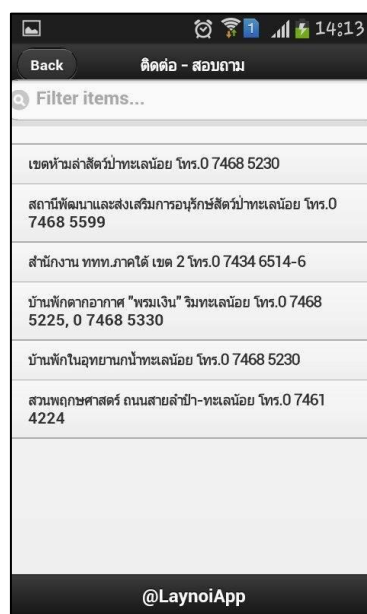 1 14:13
Back ติดต่อ - สอบถาม
Filter items...
เขตห้ามล่าสัตว์ป่าทะเลน้อย โทร.0 7468 5230
สถานีพัฒนาและส่งเสริมการอนุรักษ์สัตว์ป่าทะเลน้อย โทร.0
7468 5599
สำนักงาน ททท.ภาคใต้ เขต 2 โทร.0 7434 6514-6
บ้านพักตากอากาศ "พรมเงิน" ริมทะเลน้อย โทร.0 7468
5225, 0 7468 5330
บ้านพักในอุทยานกน้ำทะเลน้อย โทร.0 7468 5230
สวนพฤกษศาสตร์ ถนนสายลำปำ-ทะเลน้อย โทร.0 7461
4224
@LaynoiApp